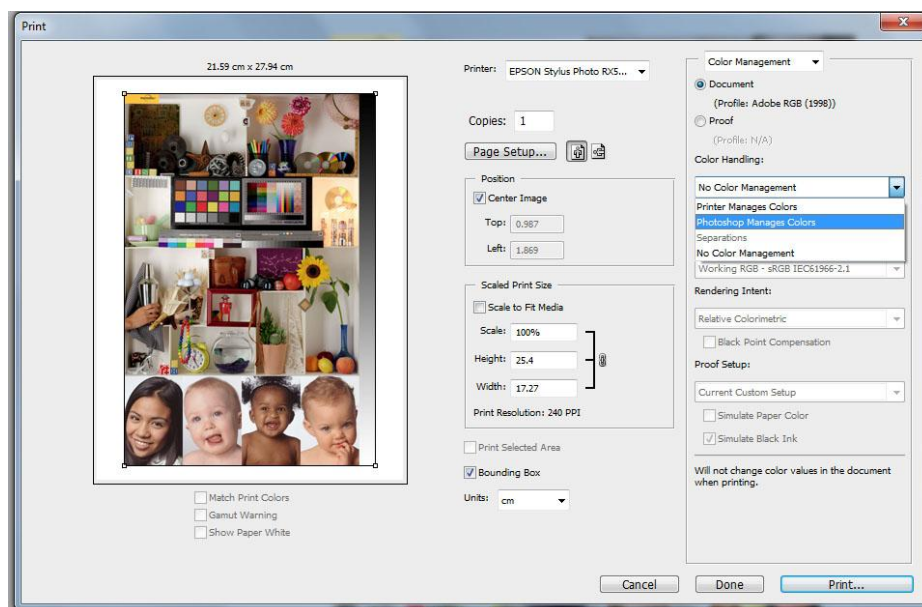 Print
21.59 cm x 27.94 cm
Match Print Colors
Gamut Warning
Show Paper White
Printer: EPSON Stylus Photo RX5...
Copies: 1
Page Setup...
Position
Center Image
Top: 0.987
Left: 1.869
Scaled Print Size
Scale to Fit Media
Scale: 100%
Height: 25.4
Width: 17.27
Print Resolution: 240 PPI
Print Selected Area
Bounding Box
Units: cm
Color Management
Document
(Profile: Adobe RGB (1998))
Proof
(Profile: N/A)
Color Handling:
No Color Management
Printer Manages Colors
Photoshop Manages Colors
Separations
No Color Management
Working RGB - sRGB IEC61966-2.1
Rendering Intent:
Relative Colorimetric
Black Point Compensation
Proof Setup:
Current Custom Setup
Simulate Paper Color
Simulate Black Ink
Will not change color values in the document
when printing.
Cancel
Done
Print...